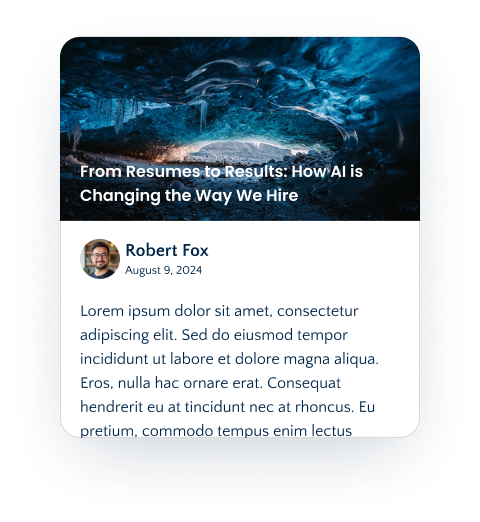 From Resumes to Results: How AI is
Changing the Way We Hire
Robert Fox
August 9, 2024
Lorem ipsum dolor sit amet, consectetur
adipiscing elit. Sed do eiusmod tempor
incididunt ut labore et dolore magna aliqua.
Eros, nulla hac ornare erat. Consequat
hendrerit eu at tincidunt nec at rhoncus. Eu
pretium, commodo tempus enim lectus